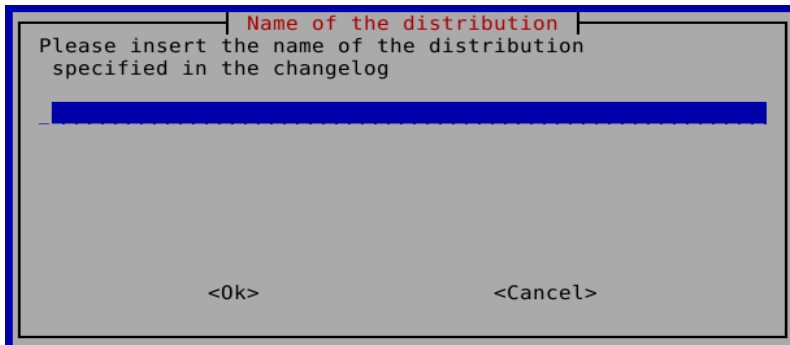 Name of the distribution
Please insert the name of the distribution
specified in the changelog
<Ok> <Cancel>